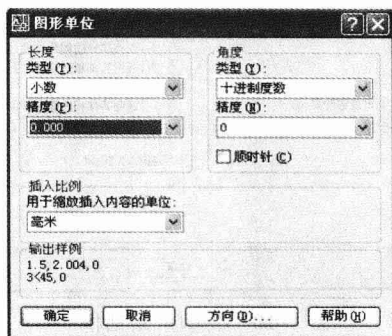 图形单位
长度
类型(T):
小数
精度(P):
0.000
角度
类型(Y):
十进制度数
精度(N):
0
顺时针(C)
插入比例
用于缩放插入内容的单位:
毫米
输出样例
1.5,2.004,0
3<45,0
确定 取消 方向(D)... 帮助(H)